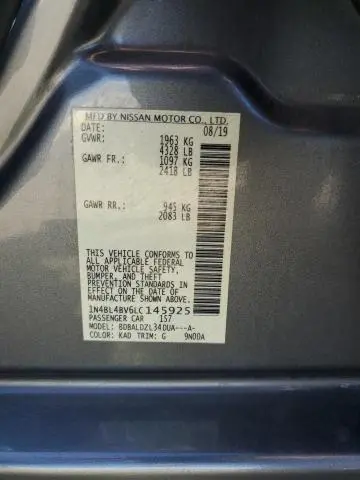 MFD BY NISSAN MOTOR CO., LTD.
DATE: 08/19
GVWR: 1963 KG
4328 LB
GAWR FR: 1097 KG
2418 LB
GAWR RR: 945 KG
2083 LB
THIS VEHICLE CONFORMS TO
ALL APPLICABLE FEDERAL
MOTOR VEHICLE SAFETY,
BUMPER, AND THEFT
PREVENTION STANDARDS IN
EFFECT ON THE DATE OF
MANUFACTURE SHOWN ABOVE.
1N4BL4BV6LC145925
PASSENGER CAR 157
MODEL: BDBALDZL34DUA---A-
COLOR: KAD TRIM: G 9N00A